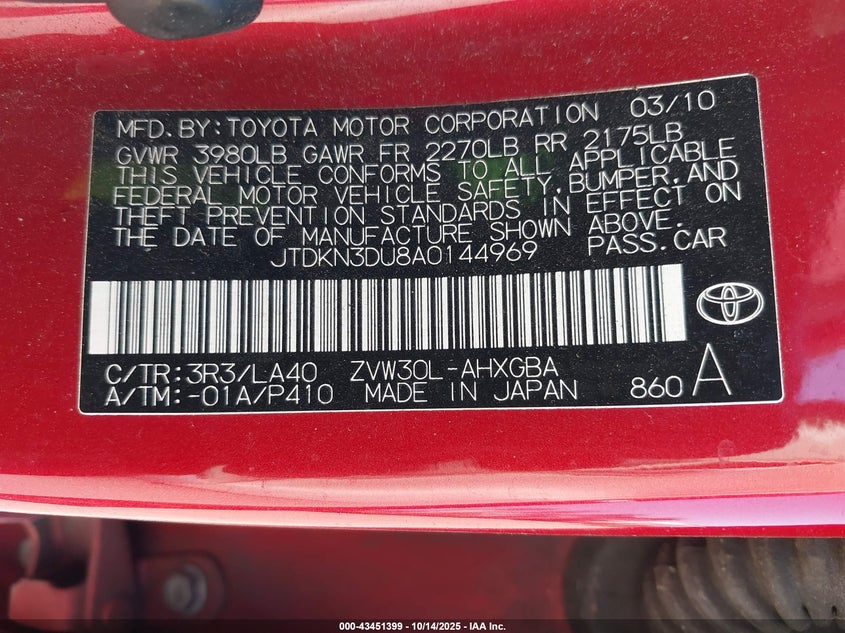 MFD.BY:TOYOTA MOTOR CORPORATION 03/10
GVWR 3980LB GAWR FR 2270LB RR 2175LB
THIS VEHICLE CONFORMS TO ALL APPLICABLE
FEDERAL MOTOR VEHICLE SAFETY,BUMPER,AND
THEFT PREVENTION STANDARDS IN EFFECT ON
THE DATE OF MANUFACTURE SHOWN ABOVE.
JTDKN3DU8A0144969 PASS.CAR
C/TR:3R3/LA40 ZVW30L-AHXGBA
A/TM:-01A/P410 MADE IN JAPAN 860 A
000-43451399 | 10/14/2025 | IAA Inc.